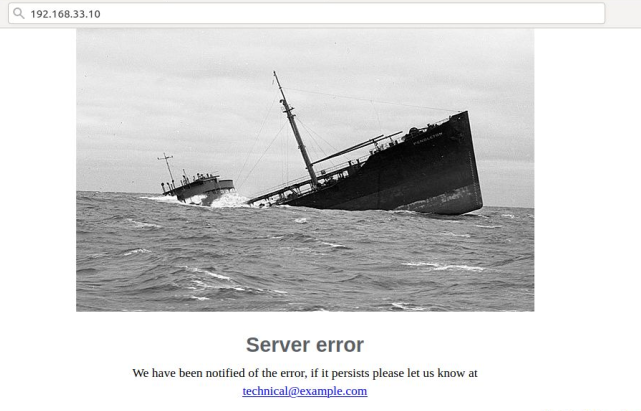 192.168.33.10
Server error
We have been notified of the error, if it persists please let us know at
technical@example.com